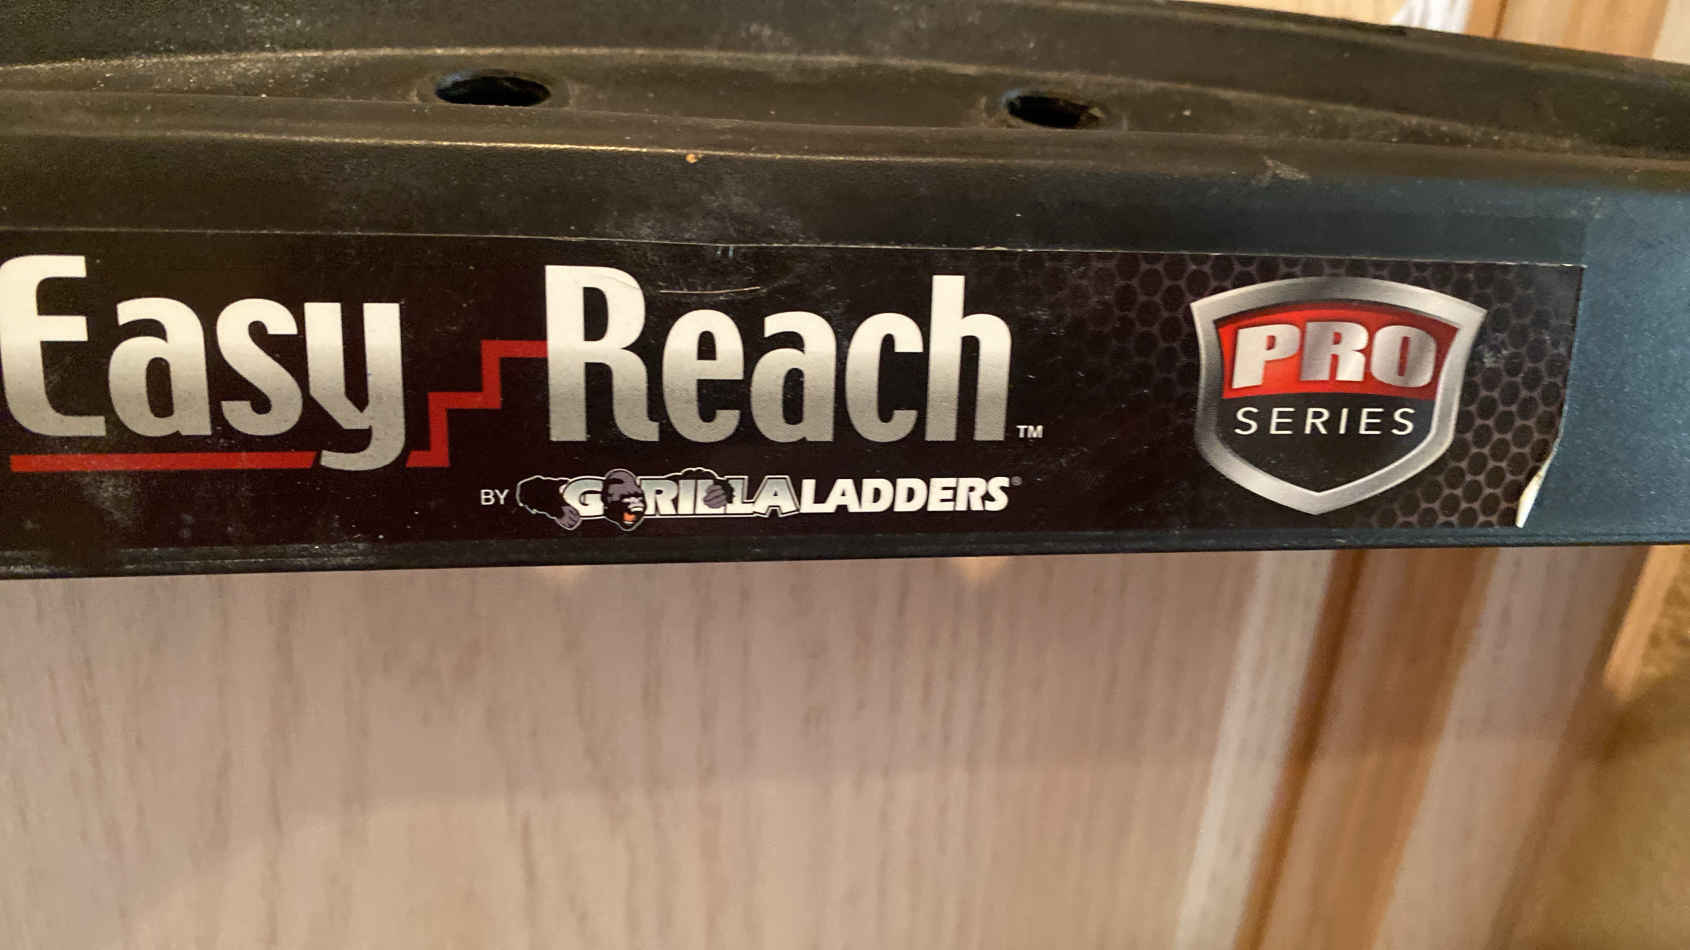 Easy Reach™
BY GORILLA LADDERS®
PRO
SERIES